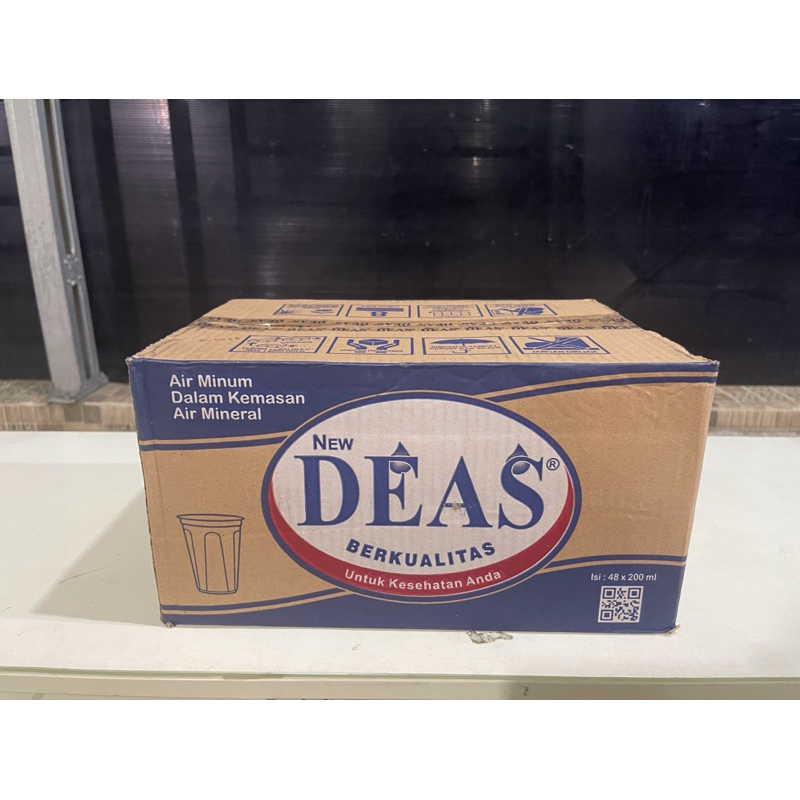 Air Minum
Dalam Kemasan
Air Mineral
NEW
DEAS®
BERKUALITAS
Untuk Kesehatan Anda
Isi : 48 x 200 ml